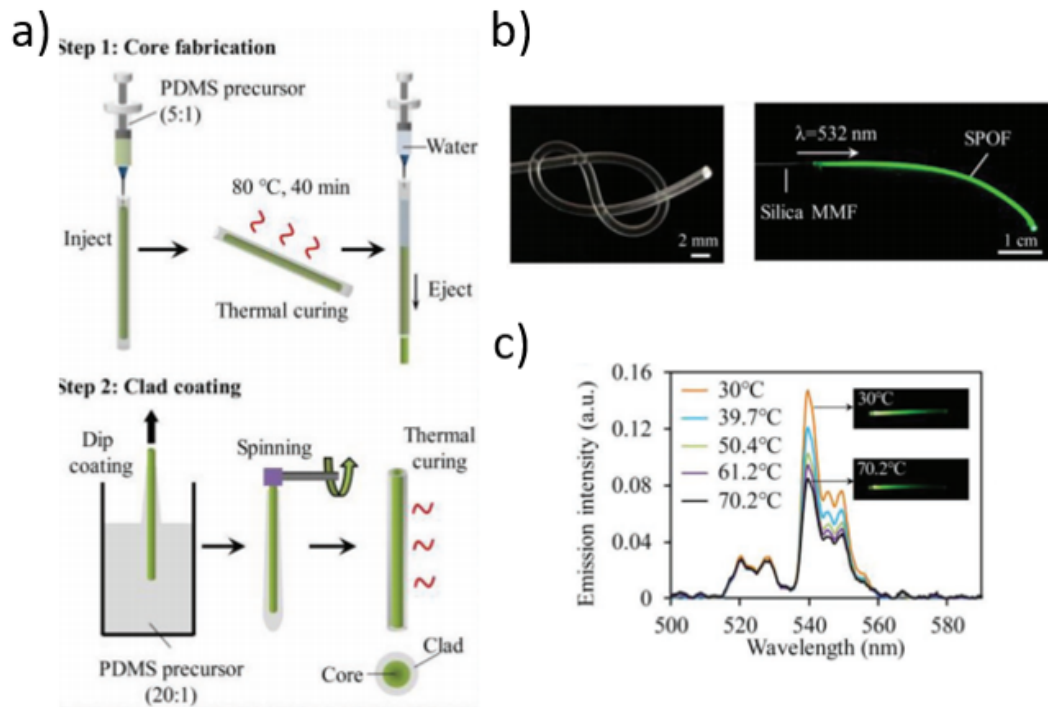 a)
Step 1: Core fabrication
PDMS precursor
(5:1)
Water
80 °C, 40 min
Inject
Eject
Thermal curing
Step 2: Clad coating
Dip
coating
Spinning
Thermal
curing
PDMS precursor
(20:1)
Clad
Core
b)
2 mm
λ=532 nm
SPOF
Silica MMF
1 cm
c)
Emission intensity (a.u.)
0.16
0.12
0.08
0.04
0
30°C
39.7°C
50.4°C
61.2°C
70.2°C
30°C
70.2°C
500 520 540 560 580
Wavelength (nm)